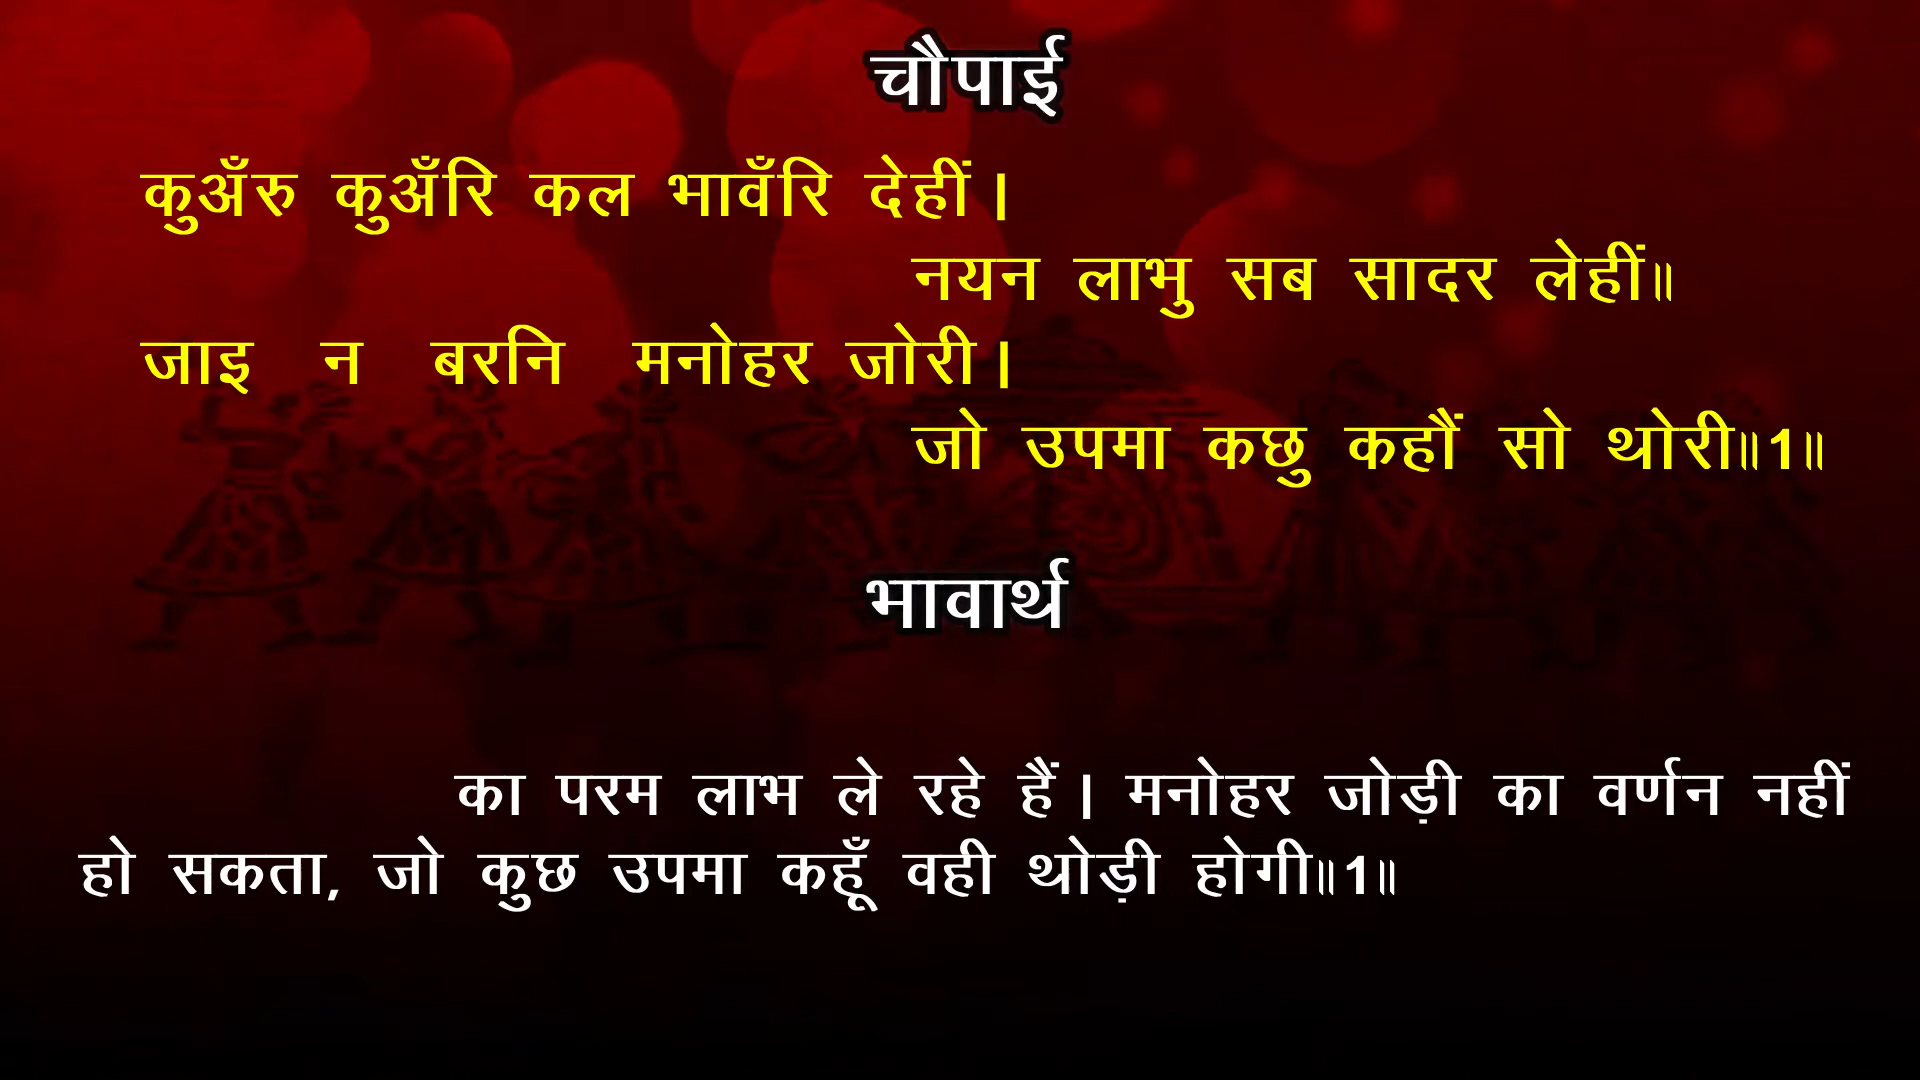 चौपाई
कुअँरु कुअँरि कल भावँरि देहीं।
नयन लाभु सब सादर लेहीं॥
जाइ न बरनि मनोहर जोरी।
जो उपमा कछु कहौं सो थोरी॥1॥
भावार्थ
का परम लाभ ले रहे हैं। मनोहर जोड़ी का वर्णन नहीं
हो सकता, जो कुछ उपमा कहूँ वही थोड़ी होगी॥1॥